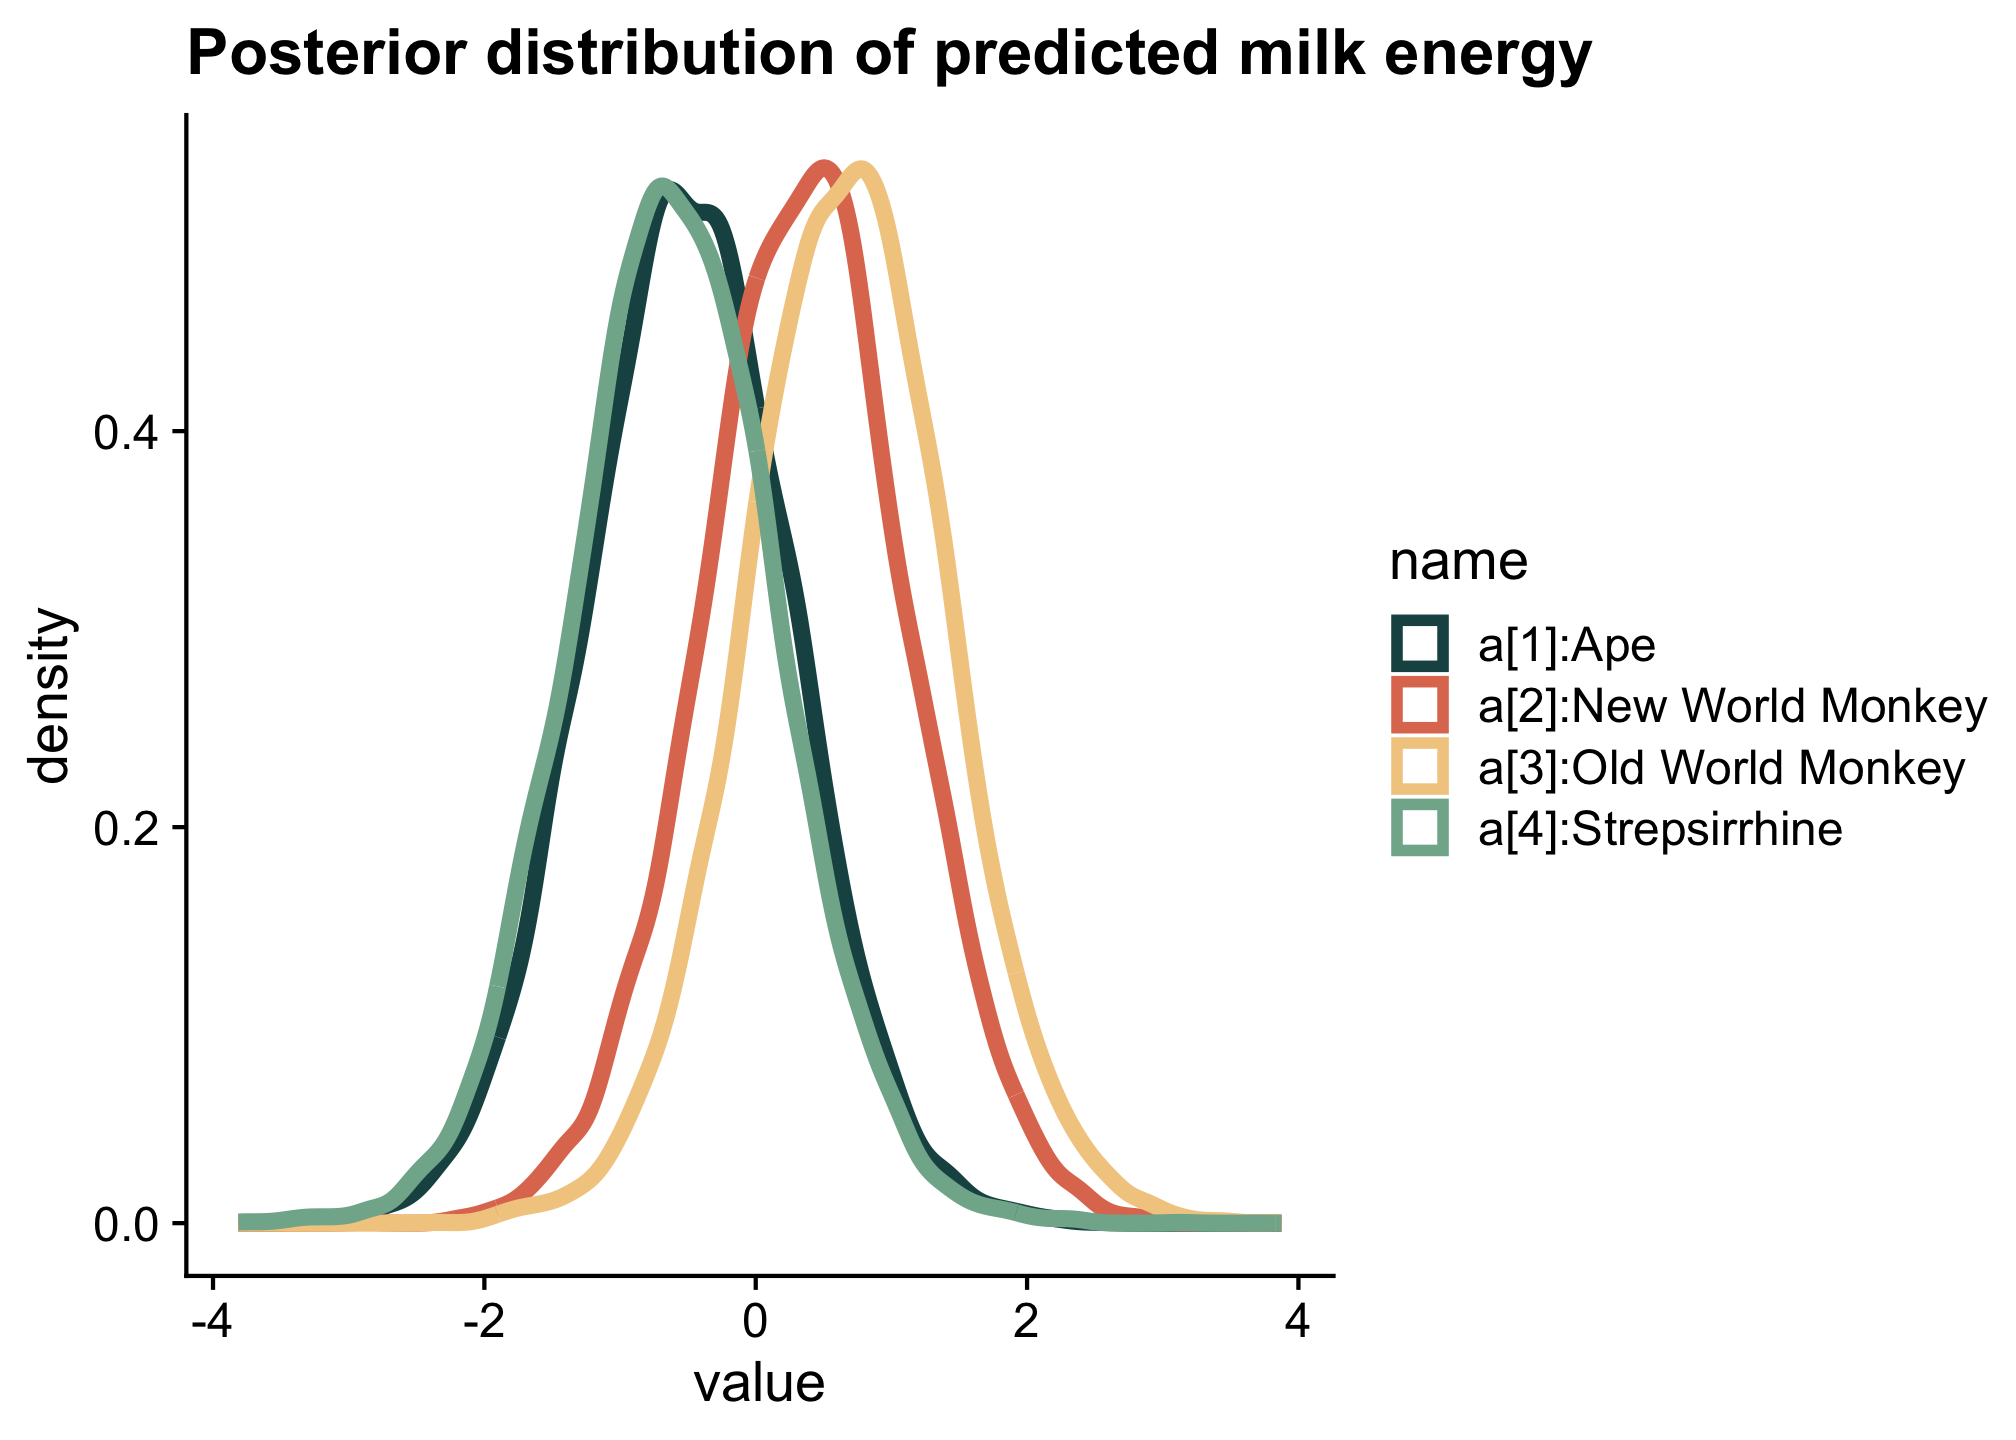 Posterior distribution of predicted milk energy
density
0.4
0.2
0.0
-4
-2
0
2
4
value
name
a[1]:Ape
a[2]:New World Monkey
a[3]:Old World Monkey
a[4]:Strepsirrhine